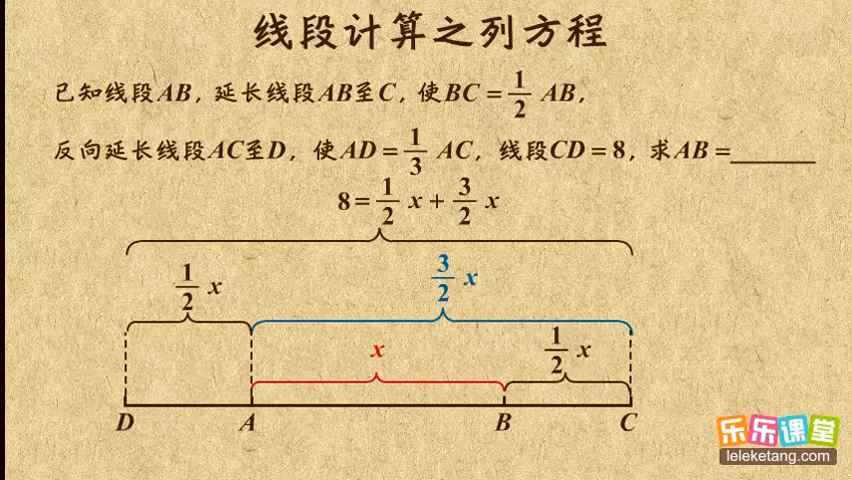 线段计算之列方程
已知线段AB，延长线段AB至C，使BC = 1/2 AB，
反向延长线段AC至D，使AD = 1/3 AC，线段CD = 8，求AB =______
8 = 1/2 x + 3/2 x
1/2 x
3/2 x
x
1/2 x
D A B C
乐乐课堂
leleketang.com